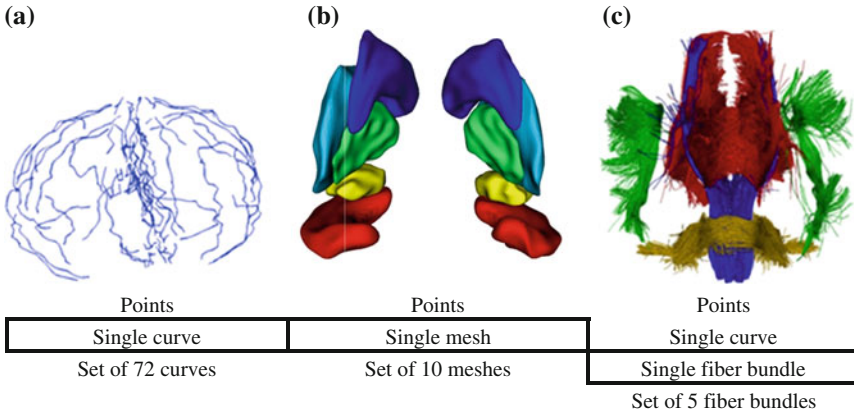 (a) (b) (c)
Points Points Points
Single curve Single mesh Single curve
Set of 72 curves Set of 10 meshes Single fiber bundle
Set of 5 fiber bundles